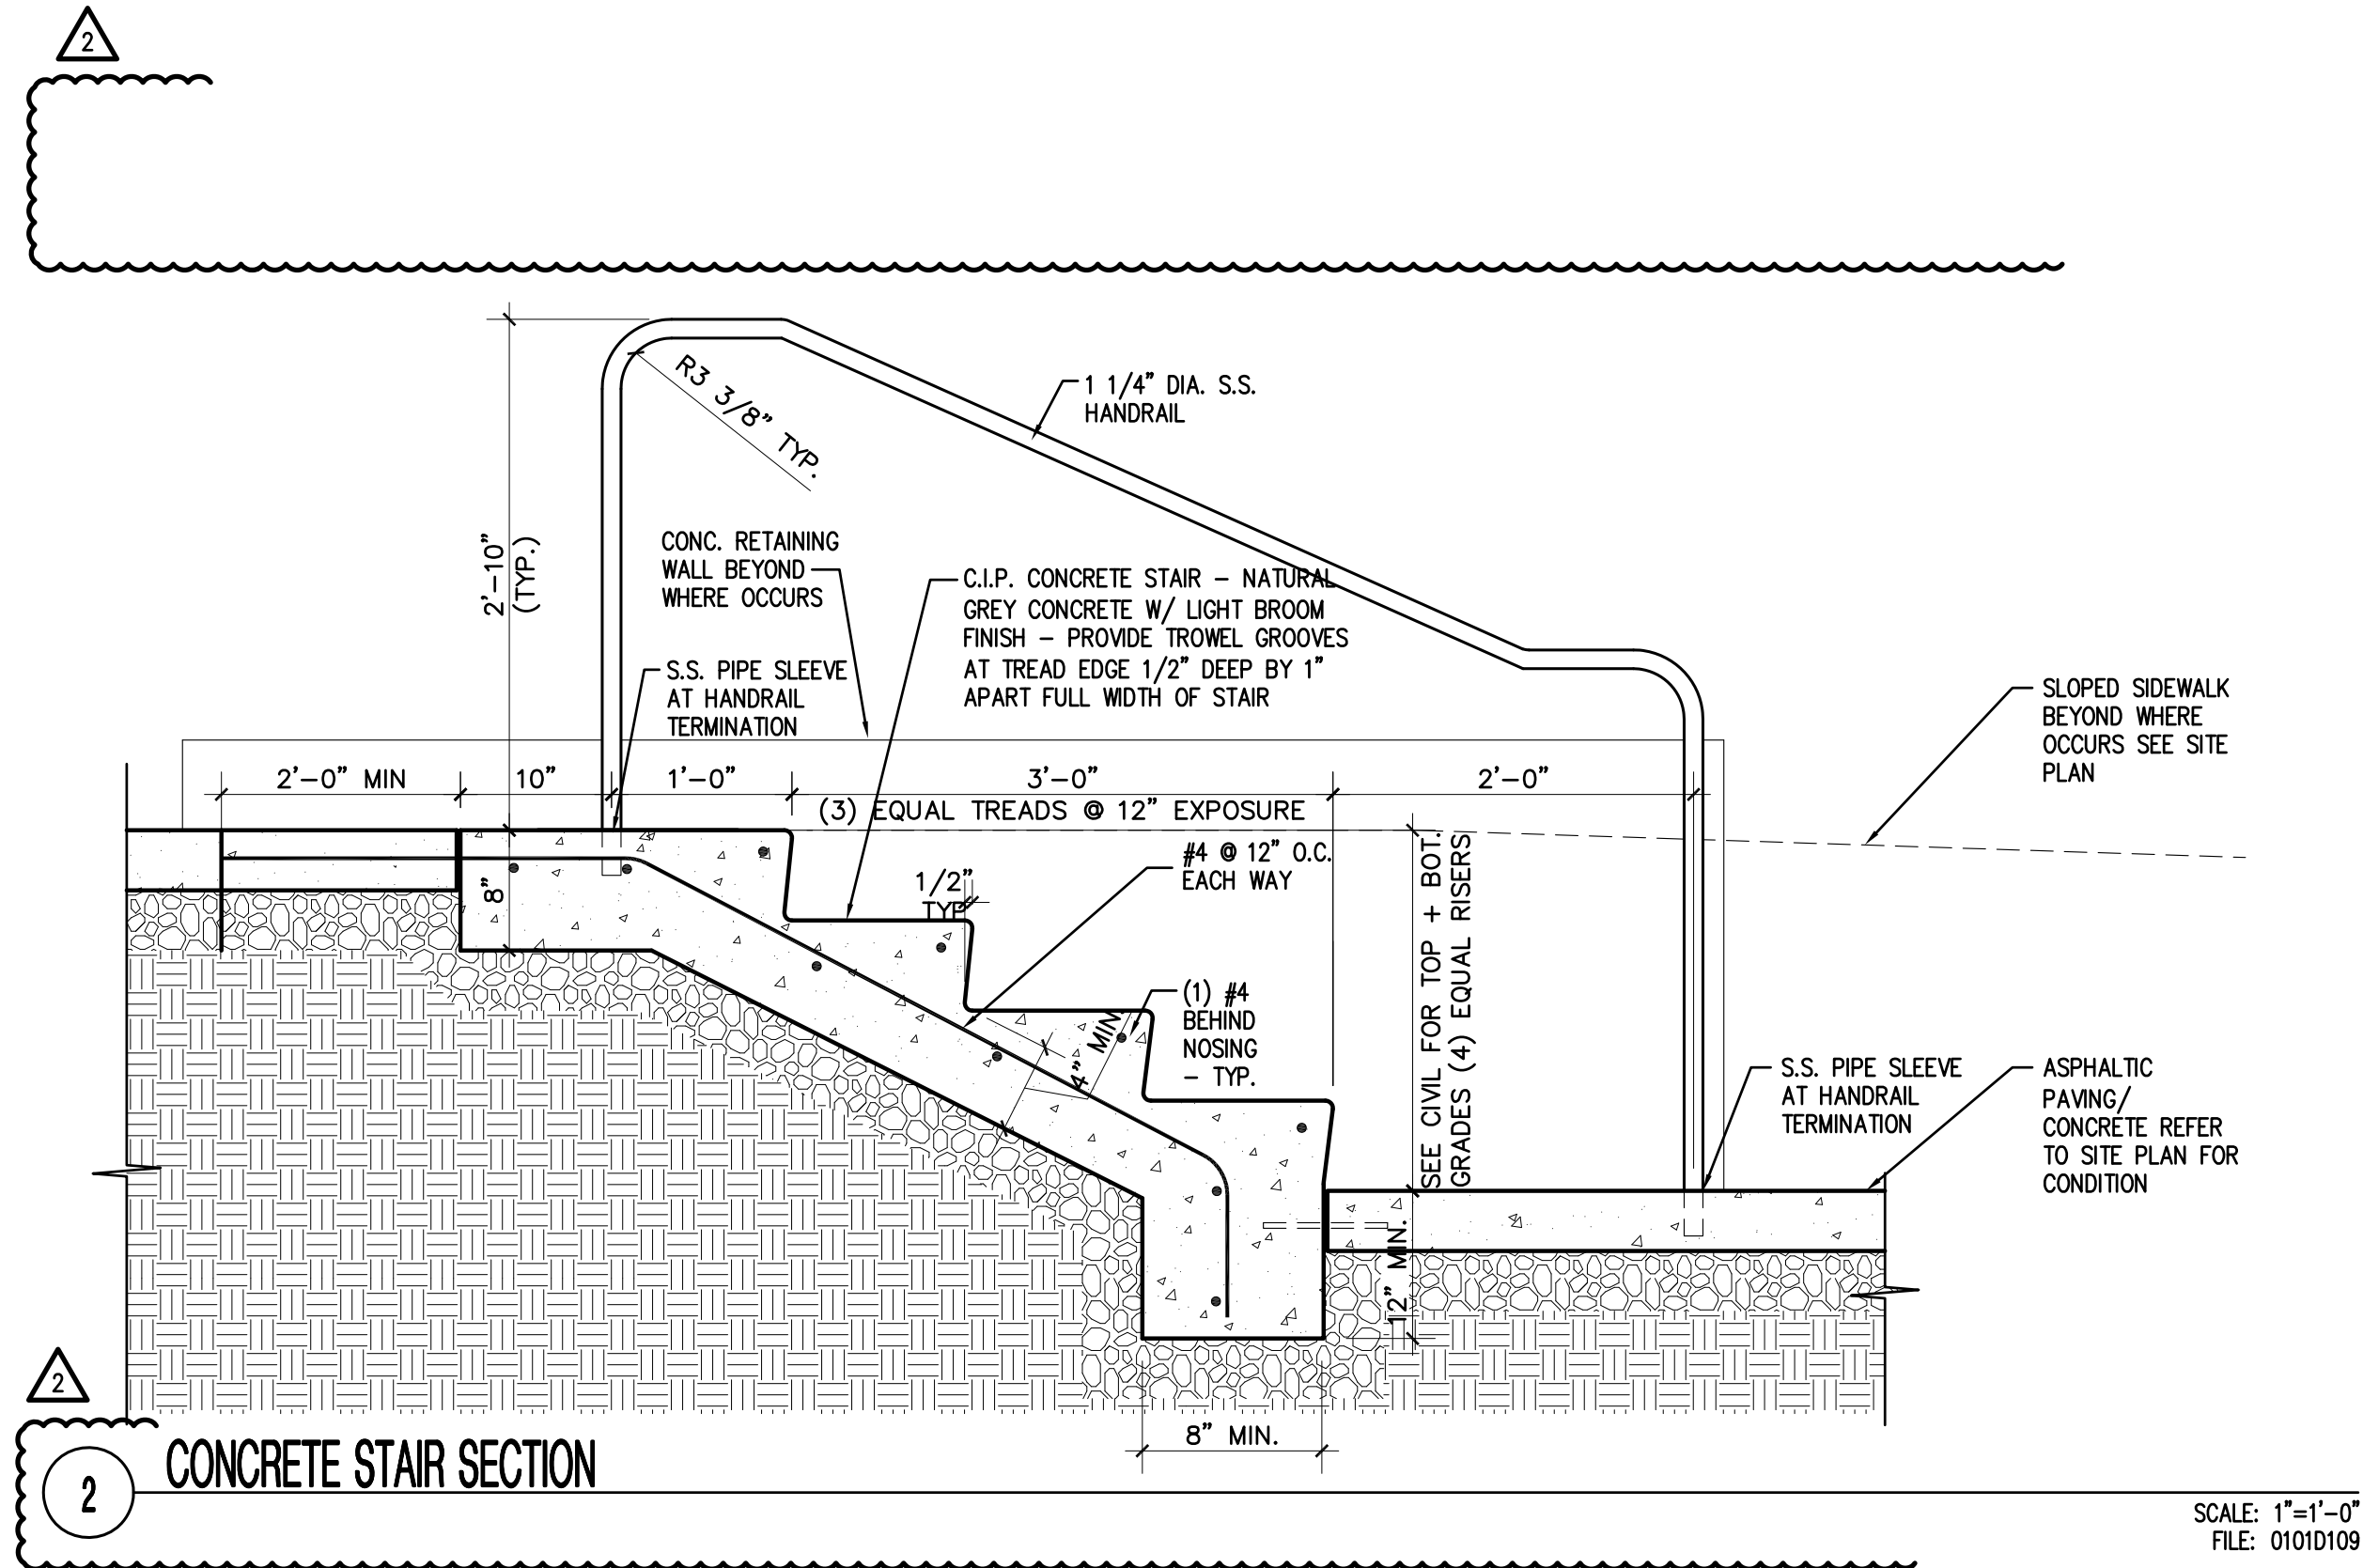 2
1 1/4" DIA. S.S.
HANDRAIL
R3 3/8" TYP.
2'-10"
(TYP.)
CONC. RETAINING
WALL BEYOND
WHERE OCCURS
C.I.P. CONCRETE STAIR - NATURAL
GREY CONCRETE W/ LIGHT BROOM
FINISH - PROVIDE TROWEL GROOVES
AT TREAD EDGE 1/2" DEEP BY 1"
APART FULL WIDTH OF STAIR
S.S. PIPE SLEEVE
AT HANDRAIL
TERMINATION
SLOPED SIDEWALK
BEYOND WHERE
OCCURS SEE SITE
PLAN
2'-0" MIN
10"
1'-0"
3'-0"
2'-0"
(3) EQUAL TREADS @ 12" EXPOSURE
#4 @ 12" O.C.
EACH WAY
1/2"
TYP
8"
SEE CIVIL FOR TOP + BOT.
GRADES (4) EQUAL RISERS
(1) #4
BEHIND
NOSING
- TYP.
4" MIN.
S.S. PIPE SLEEVE
AT HANDRAIL
TERMINATION
ASPHALTIC
PAVING/
CONCRETE REFER
TO SITE PLAN FOR
CONDITION
12" MIN.
8" MIN.
2
2
CONCRETE STAIR SECTION
SCALE: 1"=1'-0"
FILE: 0101D109